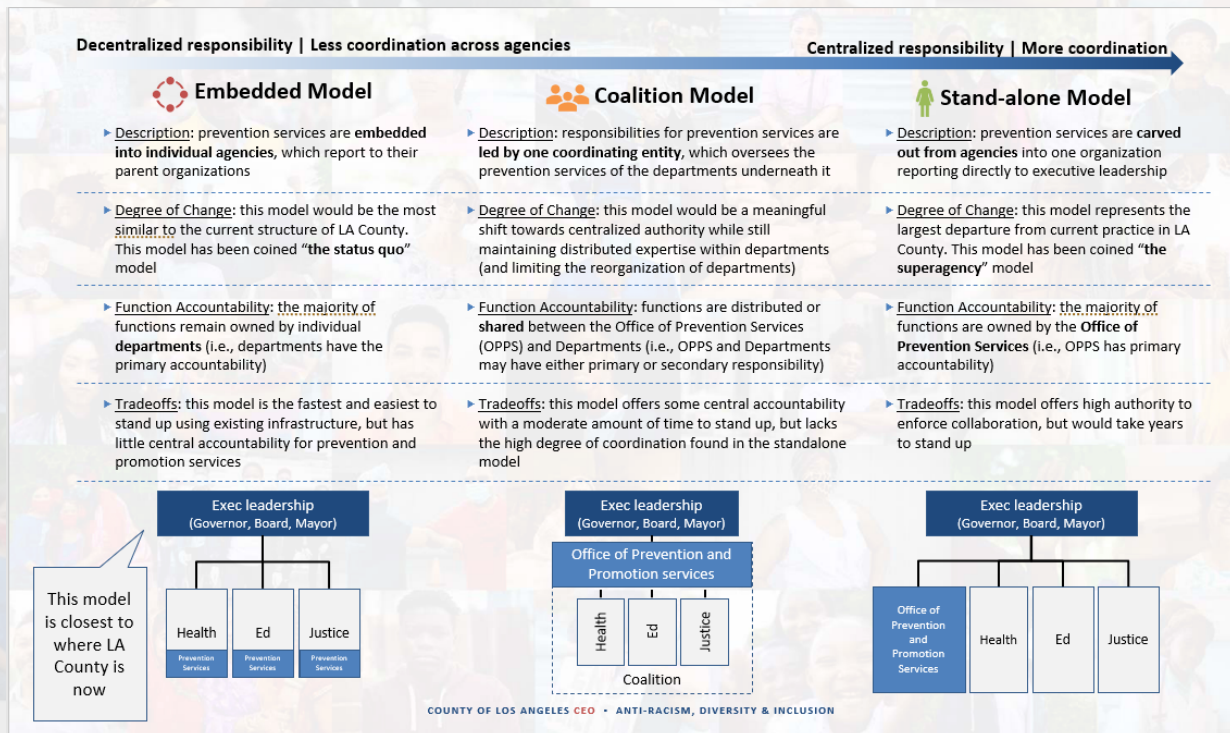 Decentralized responsibility | Less coordination across agencies
Centralized responsibility | More coordination
Embedded Model
Description: prevention services are embedded
into individual agencies, which report to their
parent organizations
Degree of Change: this model would be the most
similar to the current structure of LA County.
This model has been coined “the status quo”
model
Function Accountability: the majority of
functions remain owned by individual
departments (i.e., departments have the
primary accountability)
Tradeoffs: this model is the fastest and easiest to
stand up using existing infrastructure, but has
little central accountability for prevention and
promotion services
Exec leadership
(Governor, Board, Mayor)
Health
Ed
Justice
Prevention
Services
Prevention
Services
Prevention
Services
This model
is closest to
where LA
County is
now
Coalition Model
Description: responsibilities for prevention services are
led by one coordinating entity, which oversees the
prevention services of the departments underneath it
Degree of Change: this model would be a meaningful
shift towards centralized authority while still
maintaining distributed expertise within departments
(and limiting the reorganization of departments)
Function Accountability: functions are distributed or
shared between the Office of Prevention Services
(OPPS) and Departments (i.e., OPPS and Departments
may have either primary or secondary responsibility)
Tradeoffs: this model offers some central accountability
with a moderate amount of time to stand up, but lacks
the high degree of coordination found in the standalone
model
Exec leadership
(Governor, Board, Mayor)
Office of Prevention and
Promotion services
Health
Ed
Justice
Coalition
Stand-alone Model
Description: prevention services are carved
out from agencies into one organization
reporting directly to executive leadership
Degree of Change: this model represents the
largest departure from current practice in LA
County. This model has been coined “the
superagency” model
Function Accountability: the majority of
functions are owned by the Office of
Prevention Services (i.e., OPPS has primary
accountability)
Tradeoffs: this model offers high authority to
enforce collaboration, but would take years
to stand up
Exec leadership
(Governor, Board, Mayor)
Office of
Prevention
and
Promotion
Services
Health
Ed
Justice
COUNTY OF LOS ANGELES CEO • ANTI-RACISM, DIVERSITY & INCLUSION